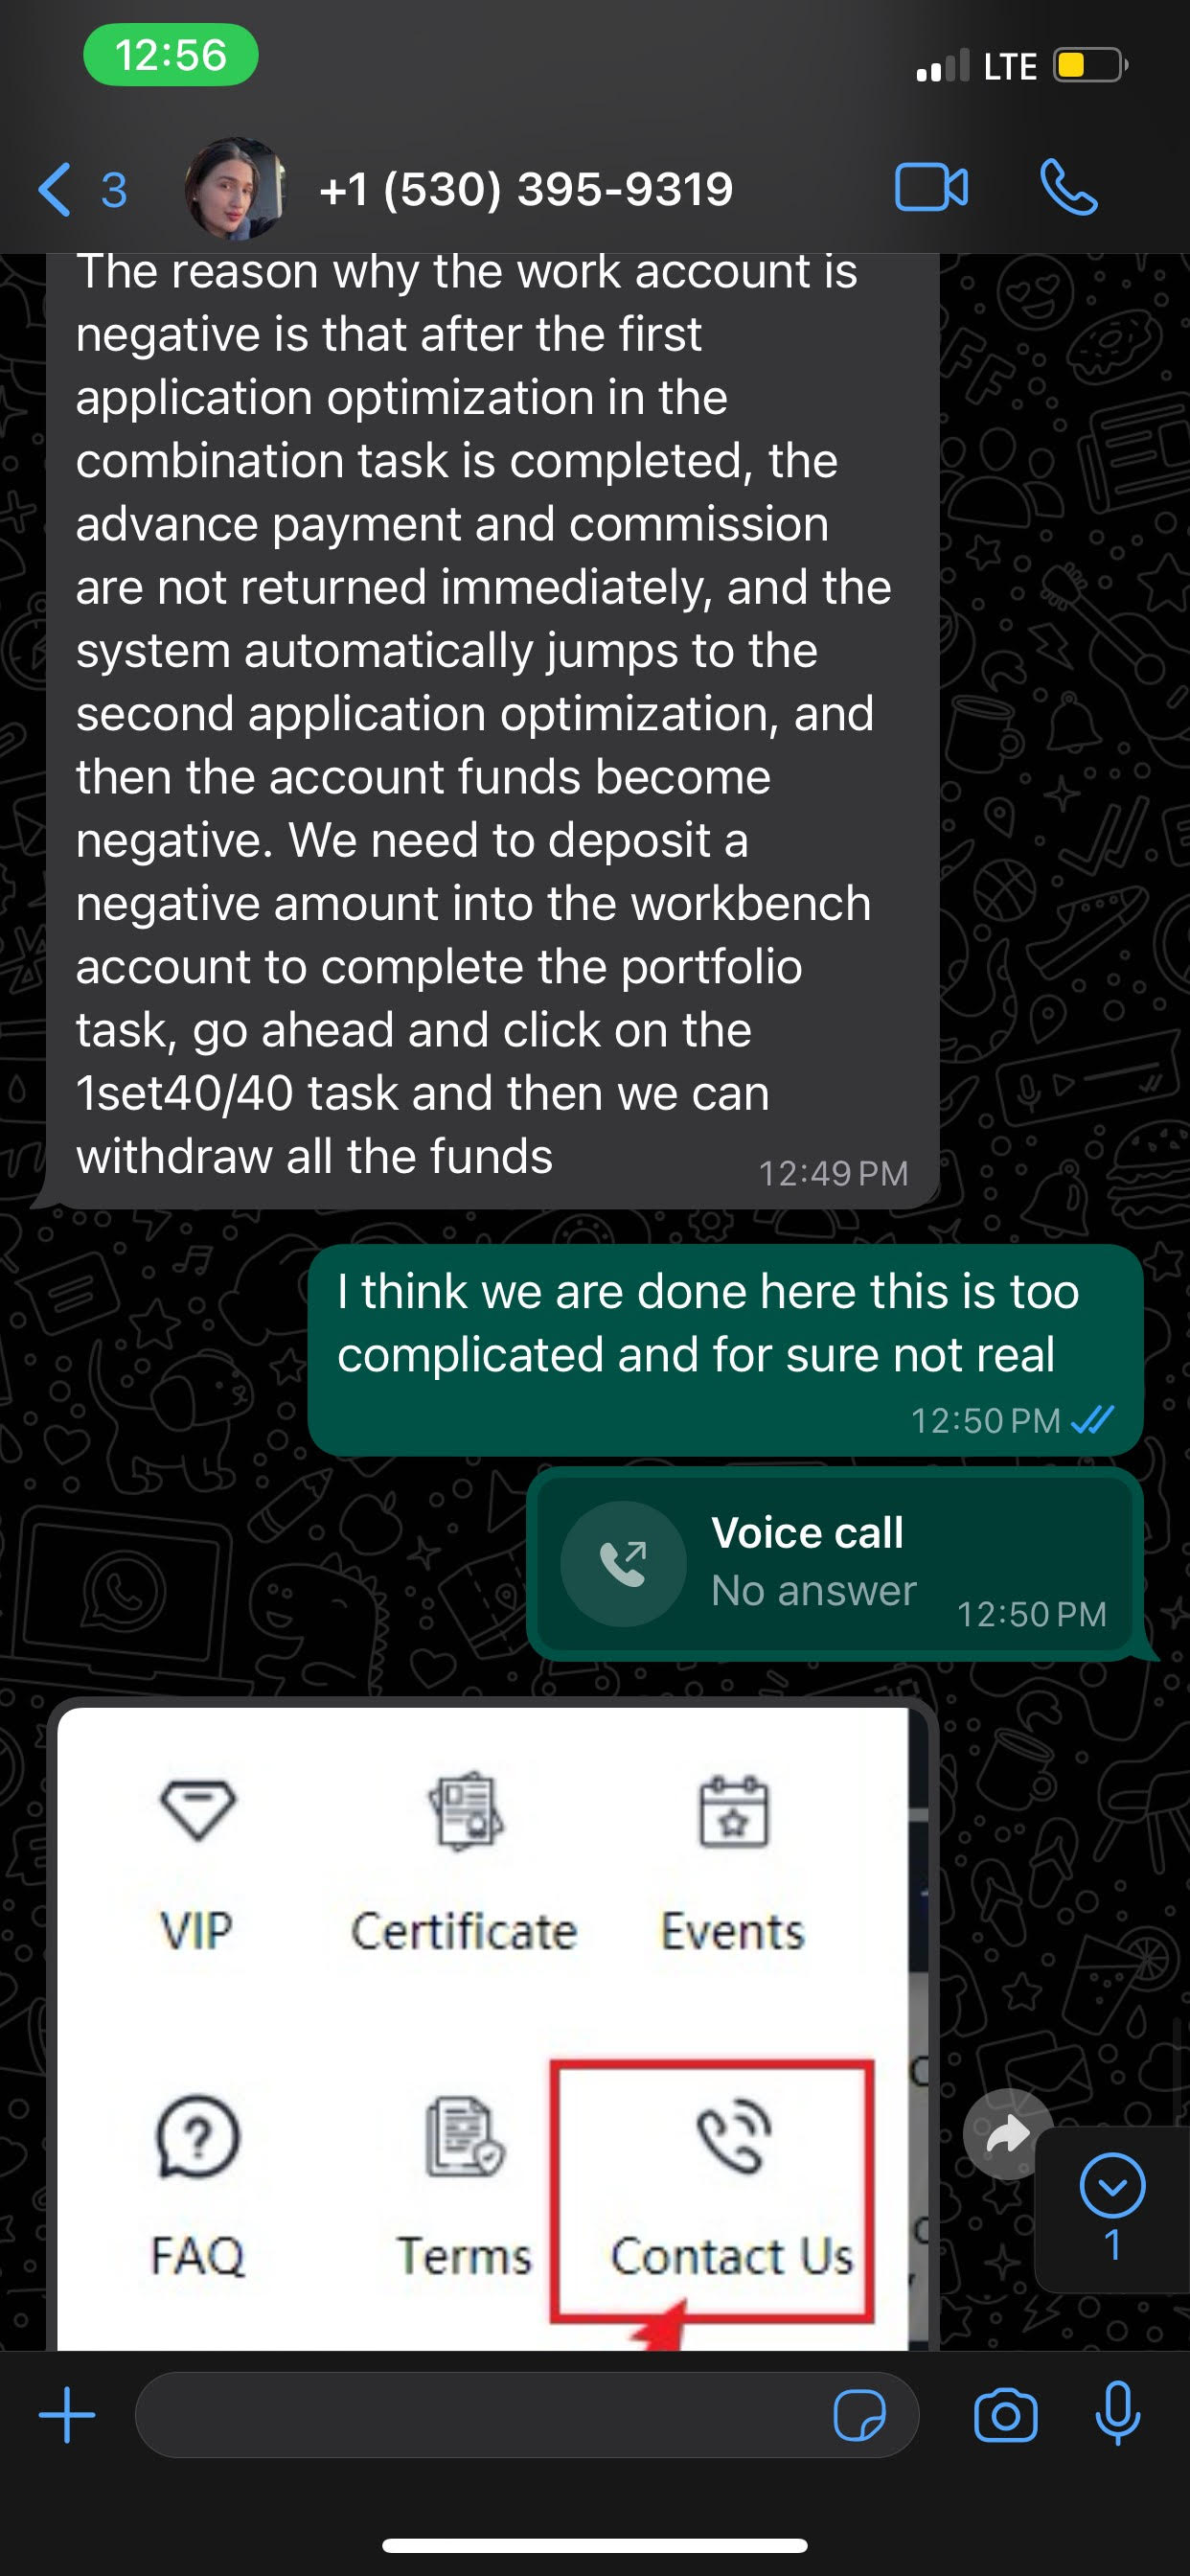 12:56
LTE
3
+1 (530) 395-9319
The reason why the work account is
negative is that after the first
application optimization in the
combination task is completed, the
advance payment and commission
are not returned immediately, and the
system automatically jumps to the
second application optimization, and
then the account funds become
negative. We need to deposit a
negative amount into the workbench
account to complete the portfolio
task, go ahead and click on the
1set40/40 task and then we can
withdraw all the funds
12:49 PM
I think we are done here this is too
complicated and for sure not real
12:50 PM
Voice call
No answer
12:50 PM
VIP
Certificate
Events
FAQ
Terms
Contact Us
1